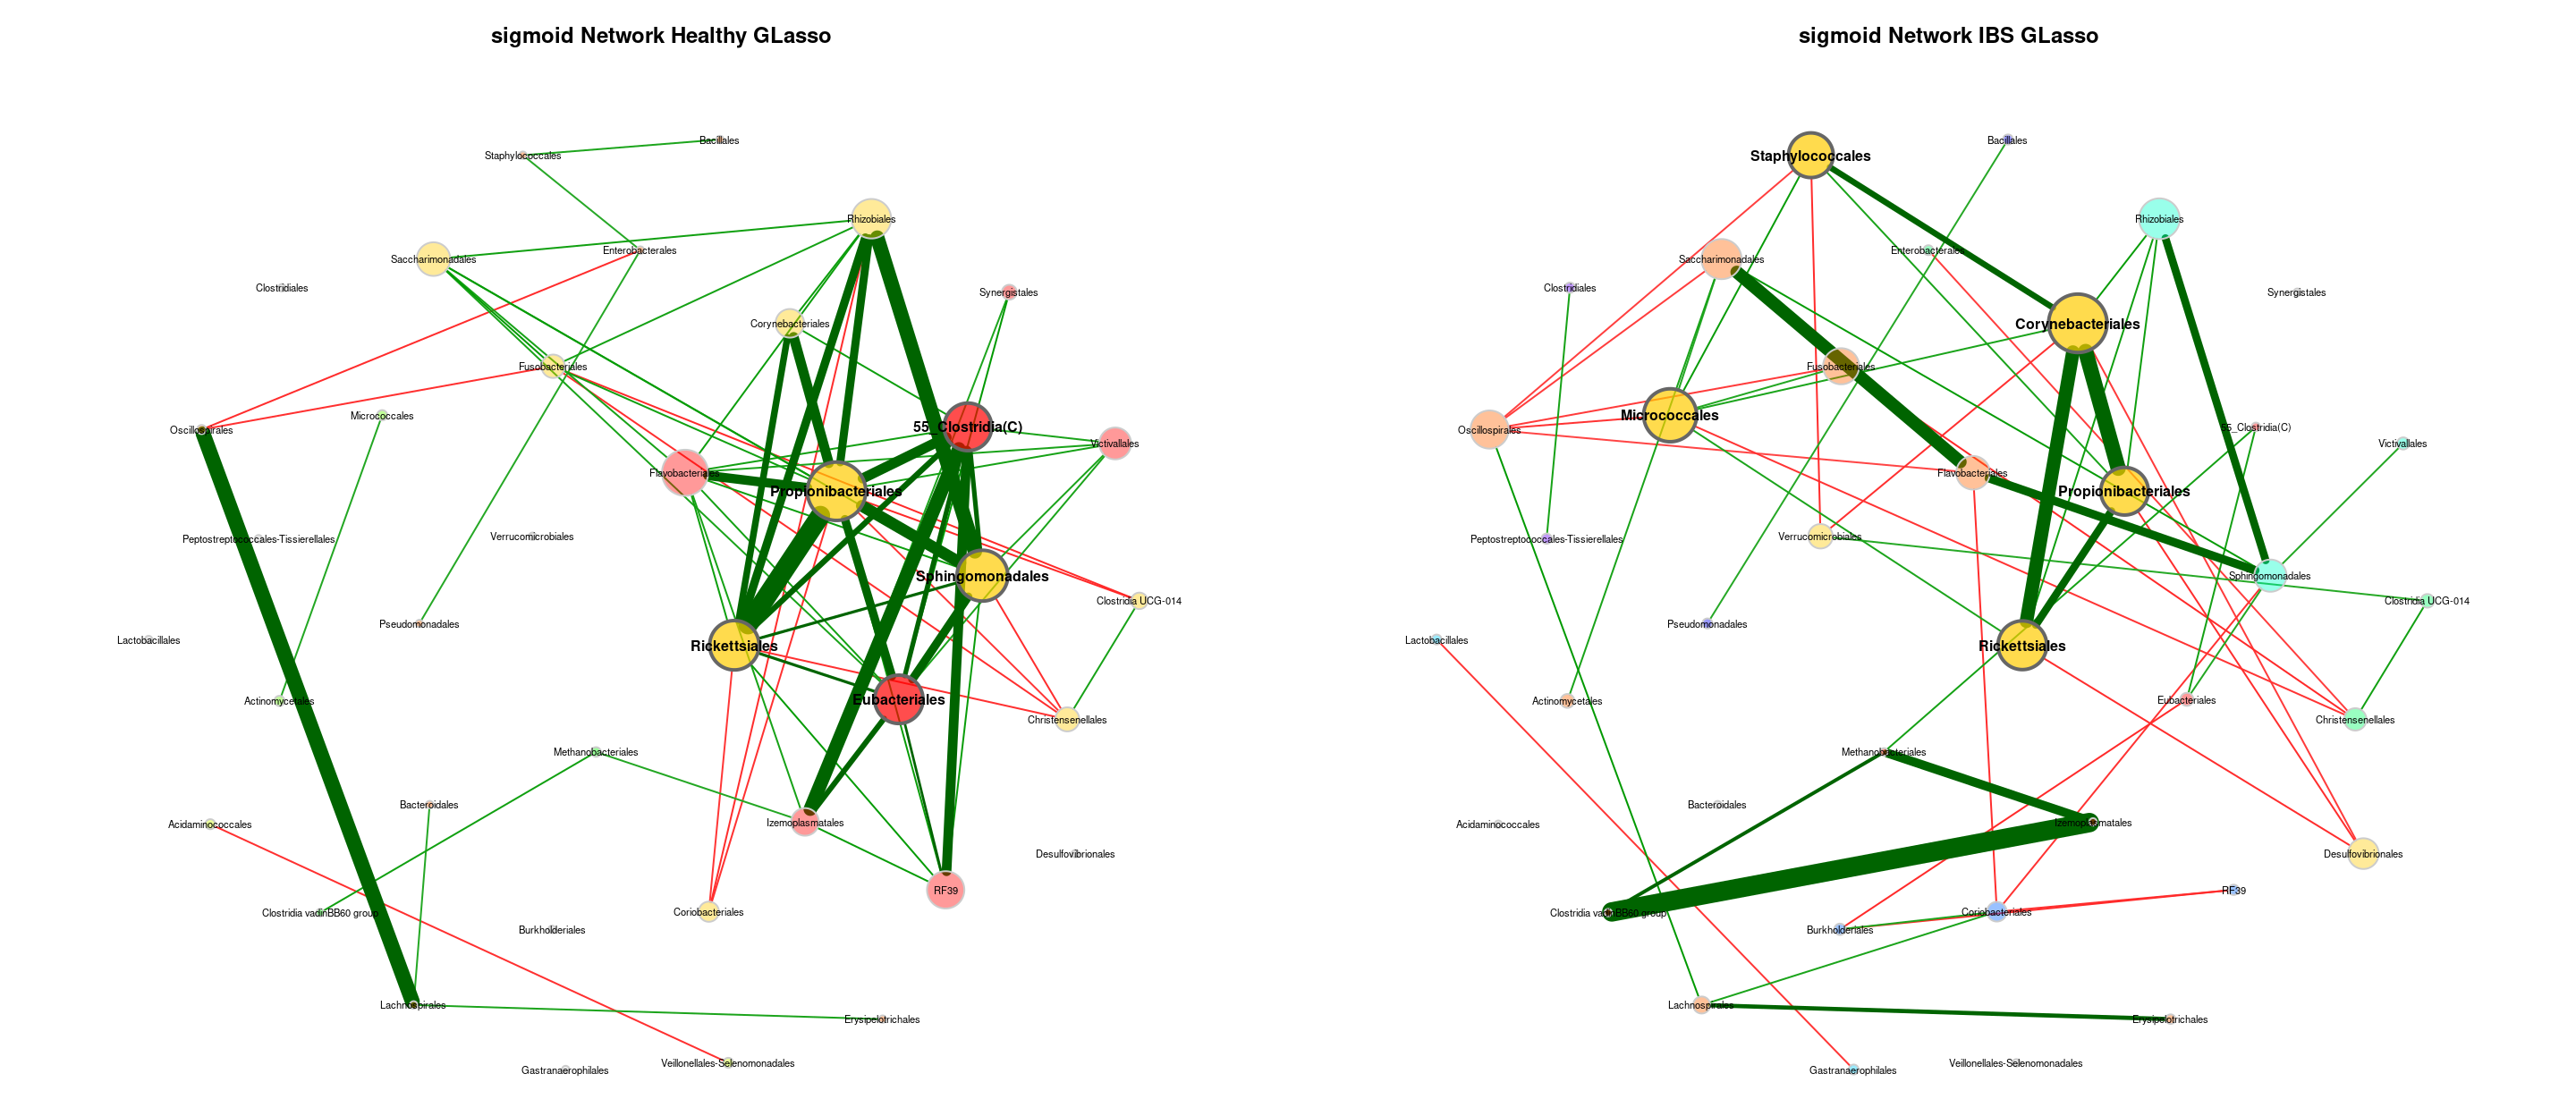 sigmoid Network Healthy GLasso
Bacillales
Staphylococcales
Rhizobiales
Enterobacterales
Saccharimonadales
Clostridiales
Synergistales
Corynebacteriales
Fusobacteriales
Micrococcales
55_Clostridia(C)
Oscillospirales
Victivallales
Flavobacteriales
Propionibacteriales
Verrucomicrobiales
Peptostreptococcales-Tissierellales
Sphingomonadales
Clostridia UCG-014
Pseudomonadales
Lactobacillales
Rickettsiales
Eubacteriales
Actinomycetales
Christensenellales
Methanobacteriales
Bacteroidales
Izemoplasmatales
Acidaminococcales
Desulfovibrionales
RF39
Coriobacteriales
Clostridia vadinBB60 group
Burkholderiales
Lachnospirales
Erysipelotrichales
Veillonellales-Selenomonadales
Gastranaerophilales
sigmoid Network IBS GLasso
Bacillales
Staphylococcales
Rhizobiales
Enterobacterales
Saccharimonadales
Clostridiales
Synergistales
Corynebacteriales
Fusobacteriales
Micrococcales
55_Clostridia(C)
Oscillospirales
Victivallales
Flavobacteriales
Propionibacteriales
Verrucomicrobiales
Peptostreptococcales-Tissierellales
Sphingomonadales
Clostridia UCG-014
Pseudomonadales
Lactobacillales
Rickettsiales
Eubacteriales
Actinomycetales
Christensenellales
Methanobacteriales
Bacteroidales
Izemoplasmatales
Acidaminococcales
Desulfovibrionales
RF39
Coriobacteriales
Clostridia vadinBB60 group
Burkholderiales
Lachnospirales
Erysipelotrichales
Veillonellales-Selenomonadales
Gastranaerophilales